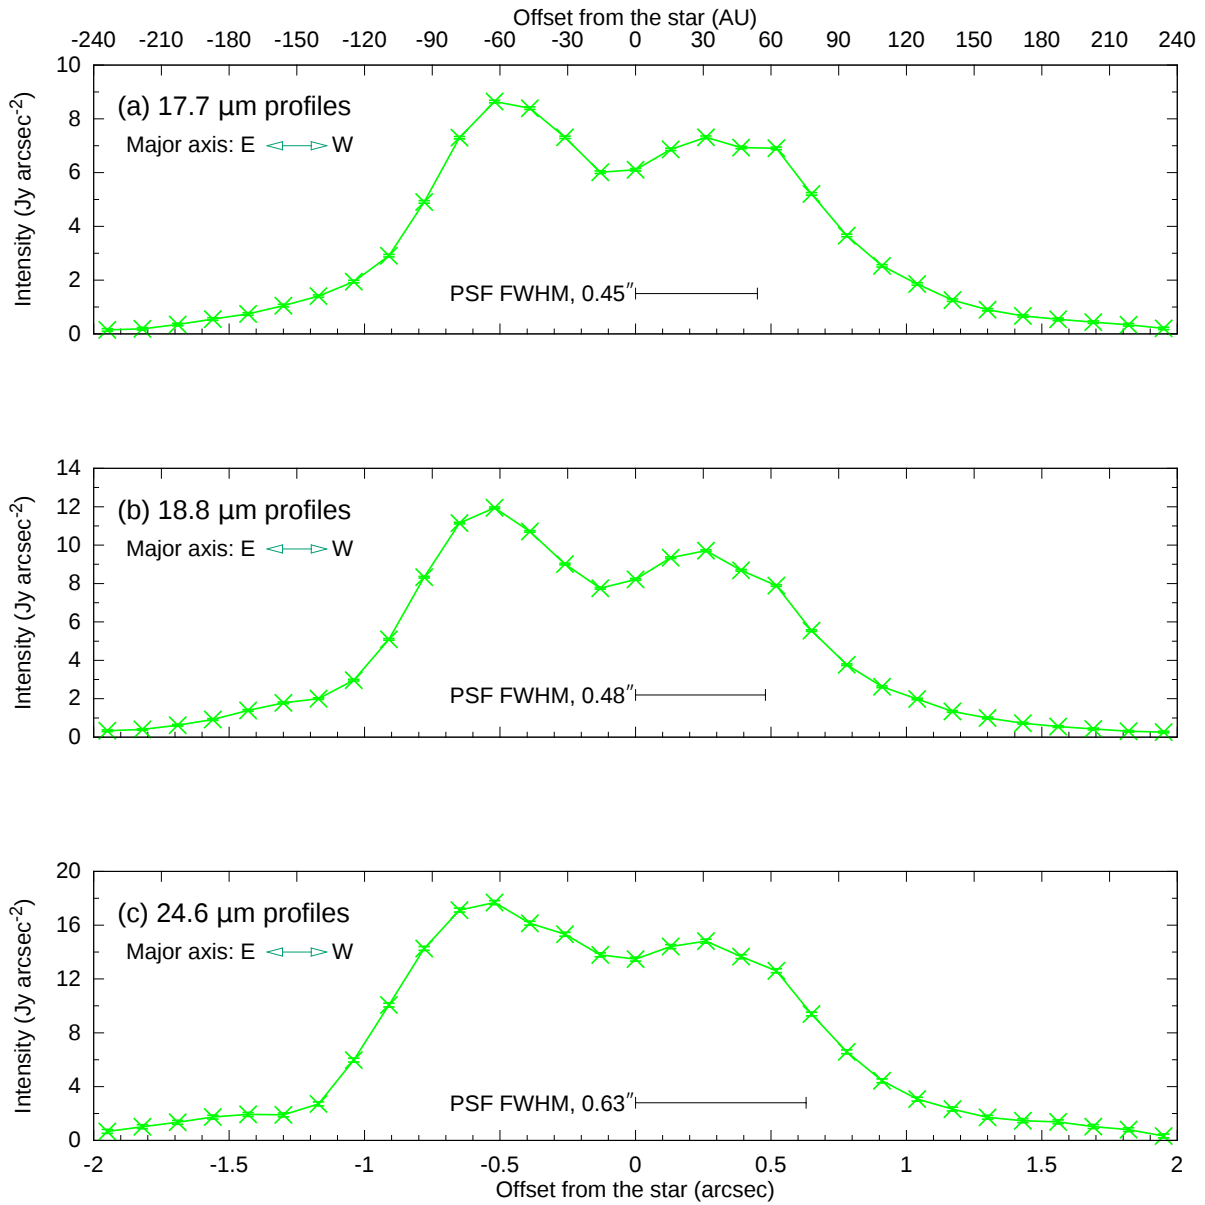 Offset from the star (AU)
-240 -210 -180 -150 -120 -90 -60 -30 0 30 60 90 120 150 180 210 240
10
8
6
4
2
0
Intensity (Jy arcsec-2)
(a) 17.7 µm profiles
Major axis: E W
PSF FWHM, 0.45″
14
12
10
8
6
4
2
0
Intensity (Jy arcsec-2)
(b) 18.8 µm profiles
Major axis: E W
PSF FWHM, 0.48″
20
16
12
8
4
0
Intensity (Jy arcsec-2)
(c) 24.6 µm profiles
Major axis: E W
PSF FWHM, 0.63″
-2 -1.5 -1 -0.5 0 0.5 1 1.5 2
Offset from the star (arcsec)